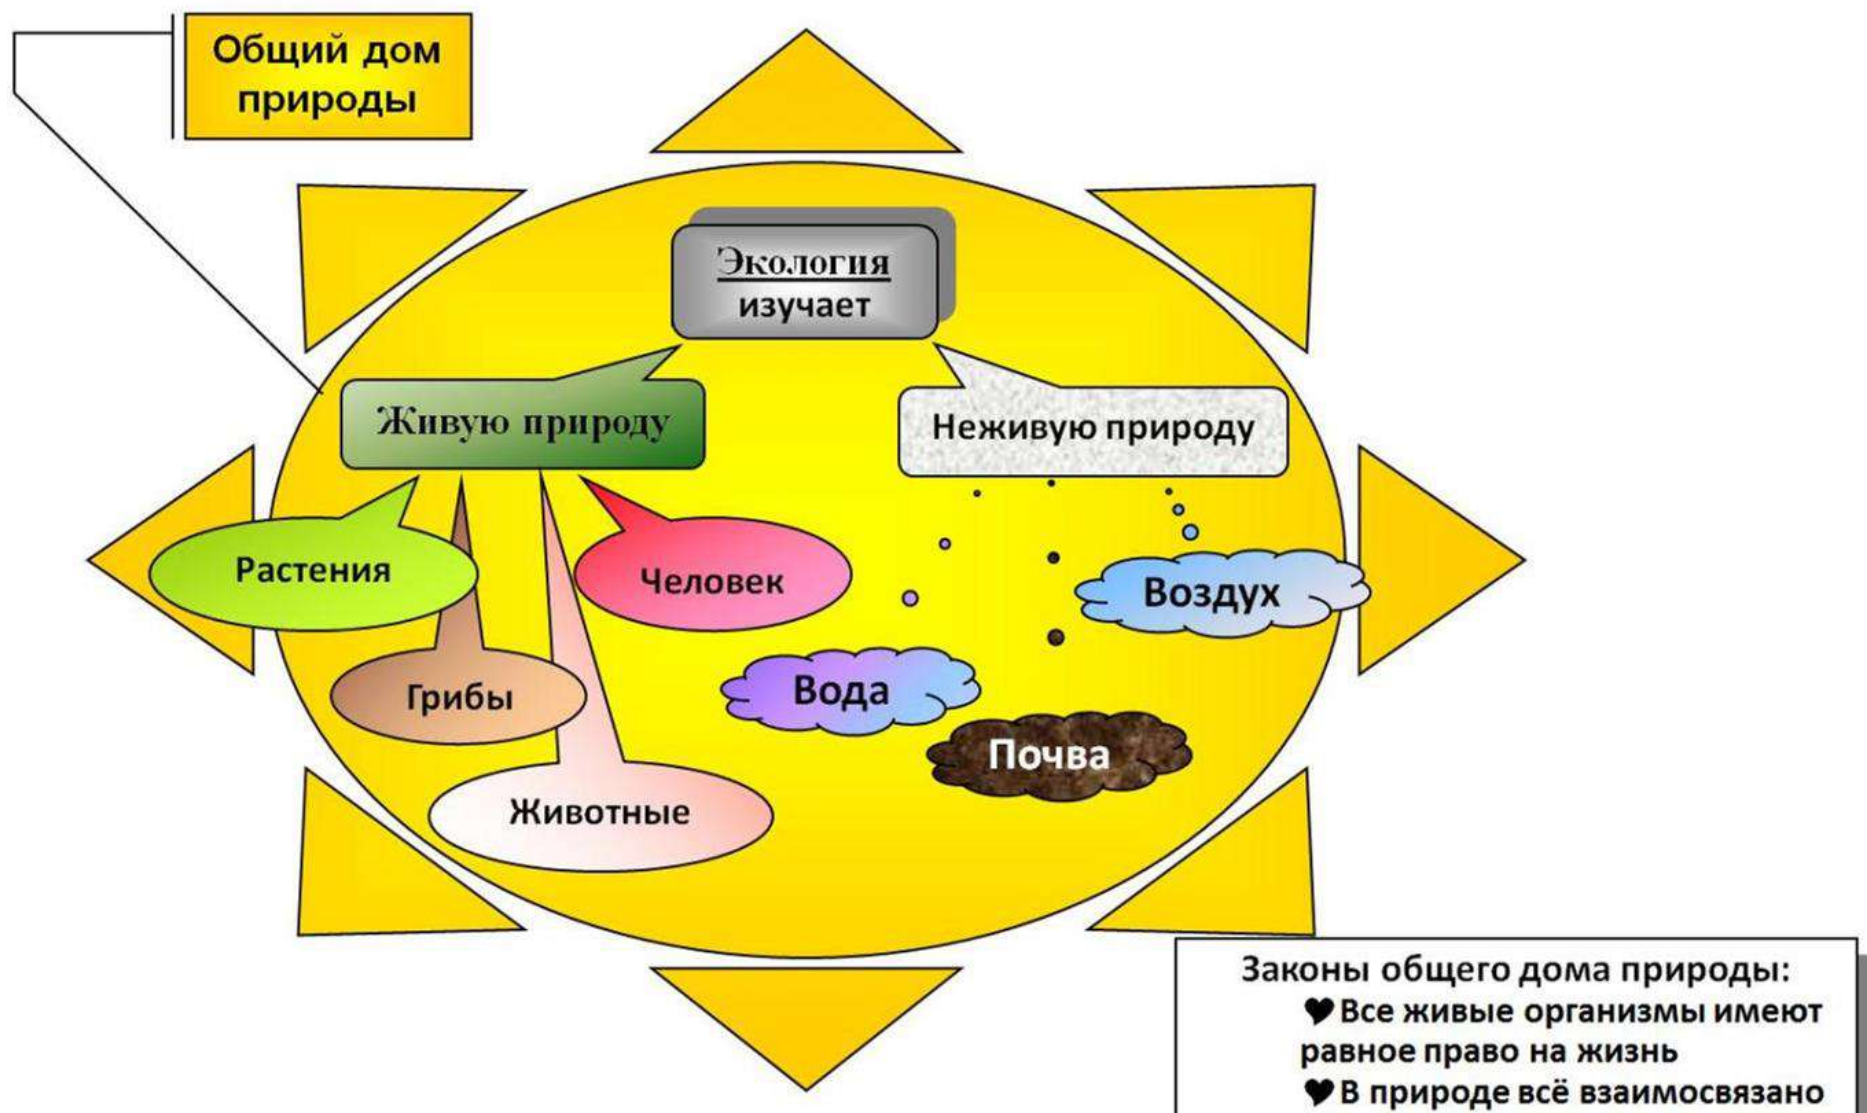 Общий дом
природы
Экология
изучает
Живую природу
Неживую природу
Растения
Человек
Воздух
Грибы
Вода
Почва
Животные
Законы общего дома природы:
♥Все живые организмы имеют
равное право на жизнь
♥В природе всё взаимосвязано